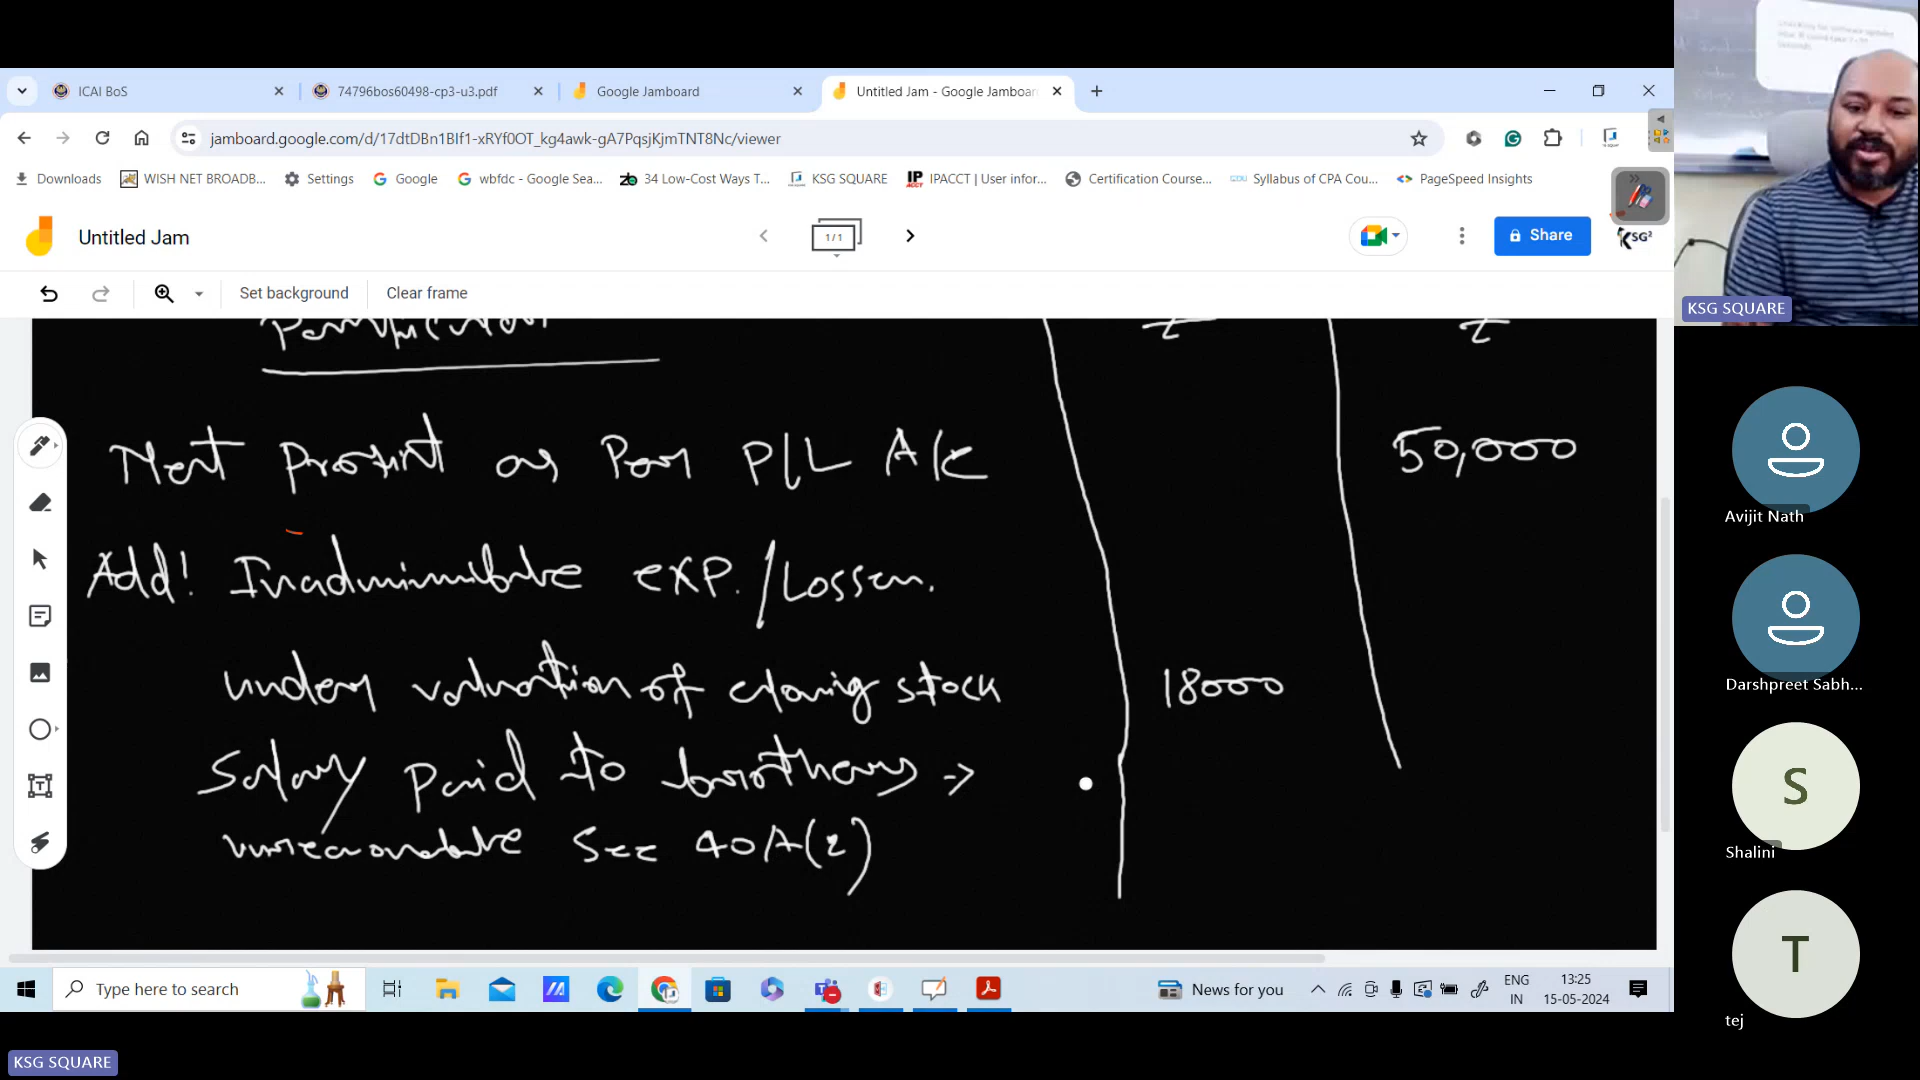 ICAI BoS
74796bos60498-cp3-u3.pdf
Google Jamboard
Untitled Jam - Google Jamboar
jamboard.google.com/d/17dtDBn1BIf1-xRYf0OT_kg4awk-gA7PqsjKjmTNT8Nc/viewer
Downloads
WISH NET BROADB...
Settings
Google
wbfdc - Google Sea...
34 Low-Cost Ways T...
KSG SQUARE
IPACCT | User infor...
Certification Course...
Syllabus of CPA Cou...
PageSpeed Insights
Untitled Jam
1/1
Share
KSG²
Set background
Clear frame
Particular
₹ ₹
Net profit as Per P/L A/C 50,000
Add! Inadmissible exp./Losses.
under valuation of closing stock 18000
Salary paid to brothers →
unreasonable Sec 40A(2)
KSG SQUARE
Avijit Nath
Darshpreet Sabh...
S
Shalini
T
tej
Type here to search
News for you
ENG
IN
13:25
15-05-2024
KSG SQUARE